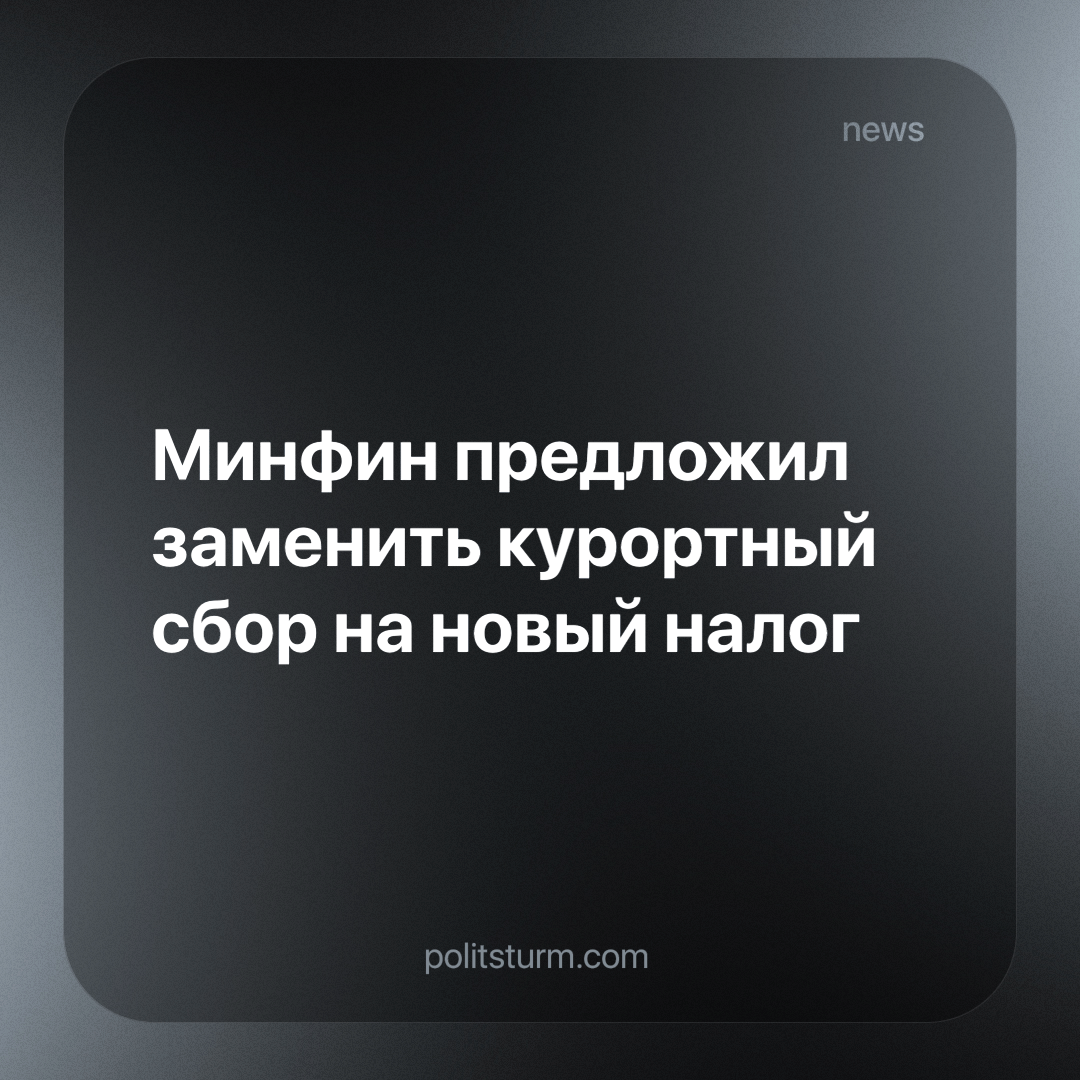 news
Минфин предложил
заменить курортный
сбор на новый налог
politsturm.com